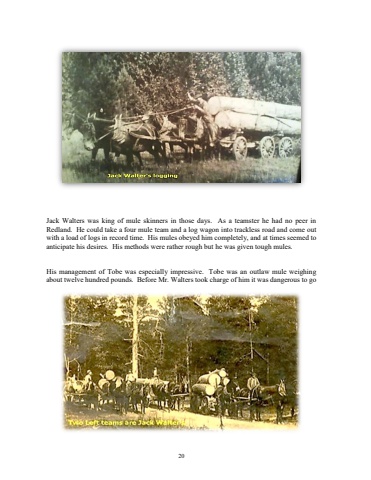 Jack Walter's logging
Jack Walters was king of mule skinners in those days. As a teamster he had no peer in
Redland. He could take a four mule team and a log wagon into trackless road and come out
with a load of logs in record time. His mules obeyed him completely, and at times seemed to
anticipate his desires. His methods were rather rough but he was given tough mules.
His management of Tobe was especially impressive. Tobe was an outlaw mule weighing
about twelve hundred pounds. Before Mr. Walters took charge of him it was dangerous to go
Two Left teams are Jack Walter
20